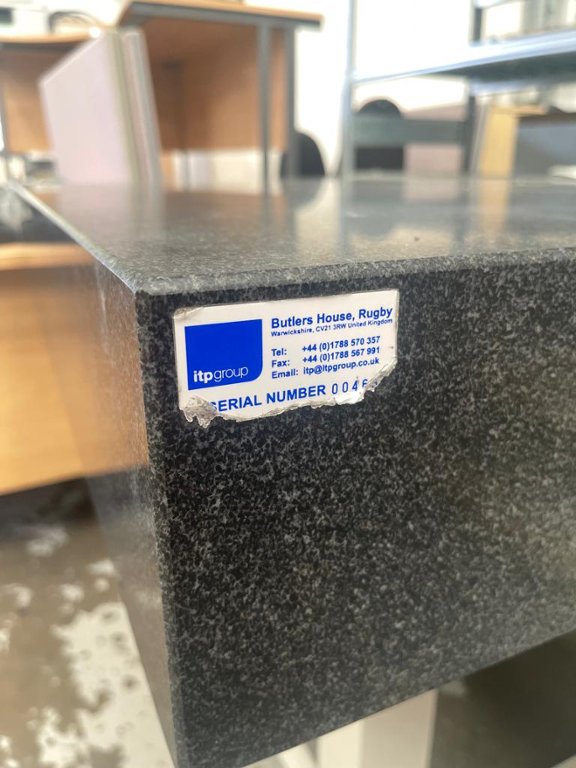 itpgroup
Butlers House, Rugby
Warwickshire, CV21 3RW United Kingdom
Tel: +44 (0)1788 570 357
Fax: +44 (0)1788 567 991
Email: itp@itpgroup.co.uk
SERIAL NUMBER 004